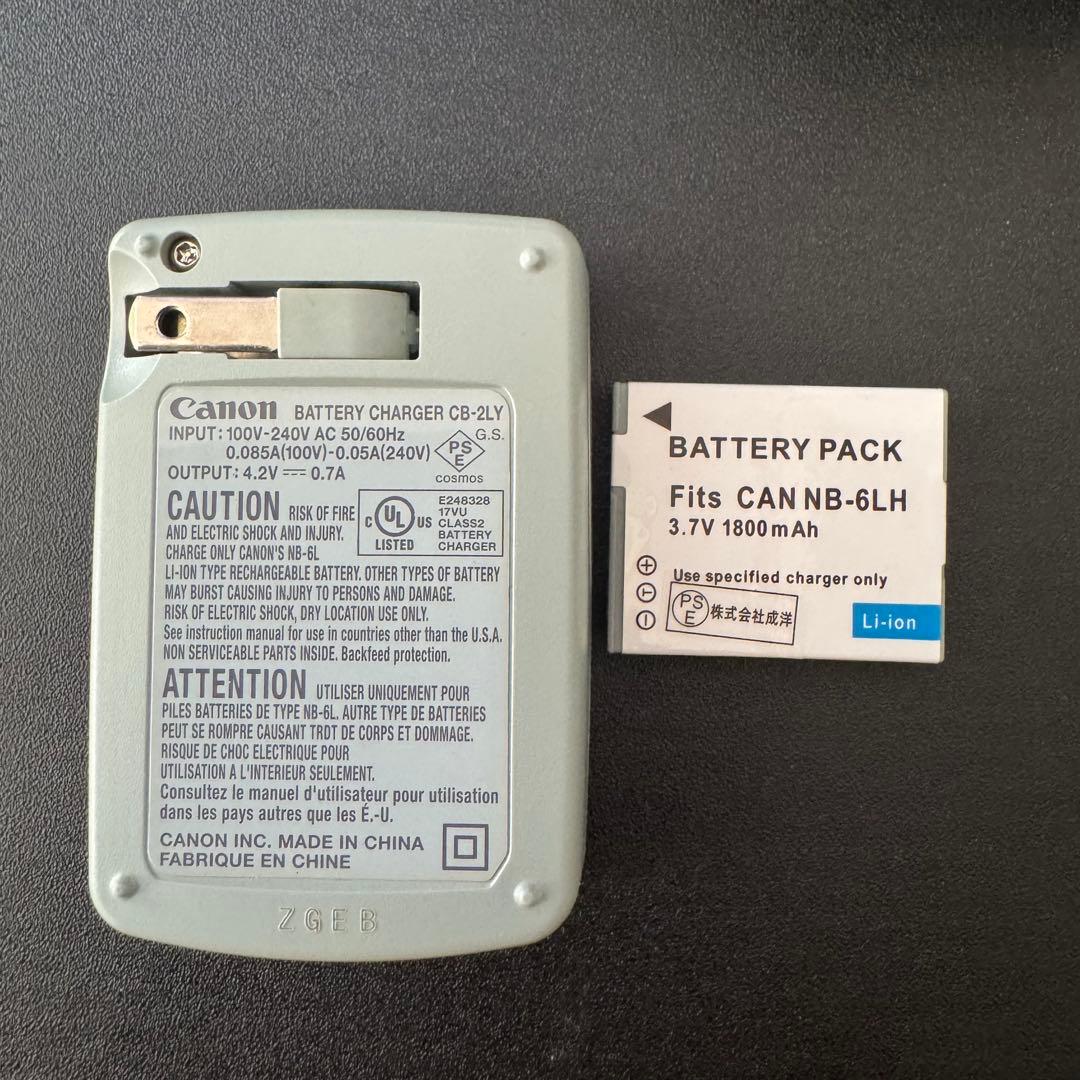 Canon BATTERY CHARGER CB-2LY
INPUT: 100V-240V AC 50/60Hz
0.085A(100V)-0.05A(240V)
OUTPUT: 4.2V ⎓ 0.7A
PSE
G.S.
cosmos
CAUTION RISK OF FIRE
AND ELECTRIC SHOCK AND INJURY.
CHARGE ONLY CANON'S NB-6L
LI-ION TYPE RECHARGEABLE BATTERY. OTHER TYPES OF BATTERY
MAY BURST CAUSING INJURY TO PERSONS AND DAMAGE.
RISK OF ELECTRIC SHOCK, DRY LOCATION USE ONLY.
See instruction manual for use in countries other than the U.S.A.
NON SERVICEABLE PARTS INSIDE. Backfeed protection.
C UL US
LISTED
E248328
17VU
CLASS2
BATTERY
CHARGER
ATTENTION UTILISER UNIQUEMENT POUR
PILES BATTERIES DE TYPE NB-6L. AUTRE TYPE DE BATTERIES
PEUT SE ROMPRE CAUSANT TRDT DE CORPS ET DOMMAGE.
RISQUE DE CHOC ELECTRIQUE POUR
UTILISATION A L'INTERIEUR SEULEMENT.
Consultez le manuel d'utilisateur pour utilisation
dans les pays autres que les É.-U.
CANON INC. MADE IN CHINA
FABRIQUE EN CHINE
ZGEB
BATTERY PACK
Fits CAN NB-6LH
3.7V 1800mAh
+
T
−
Use specified charger only
PSE 株式会社成洋
Li-ion